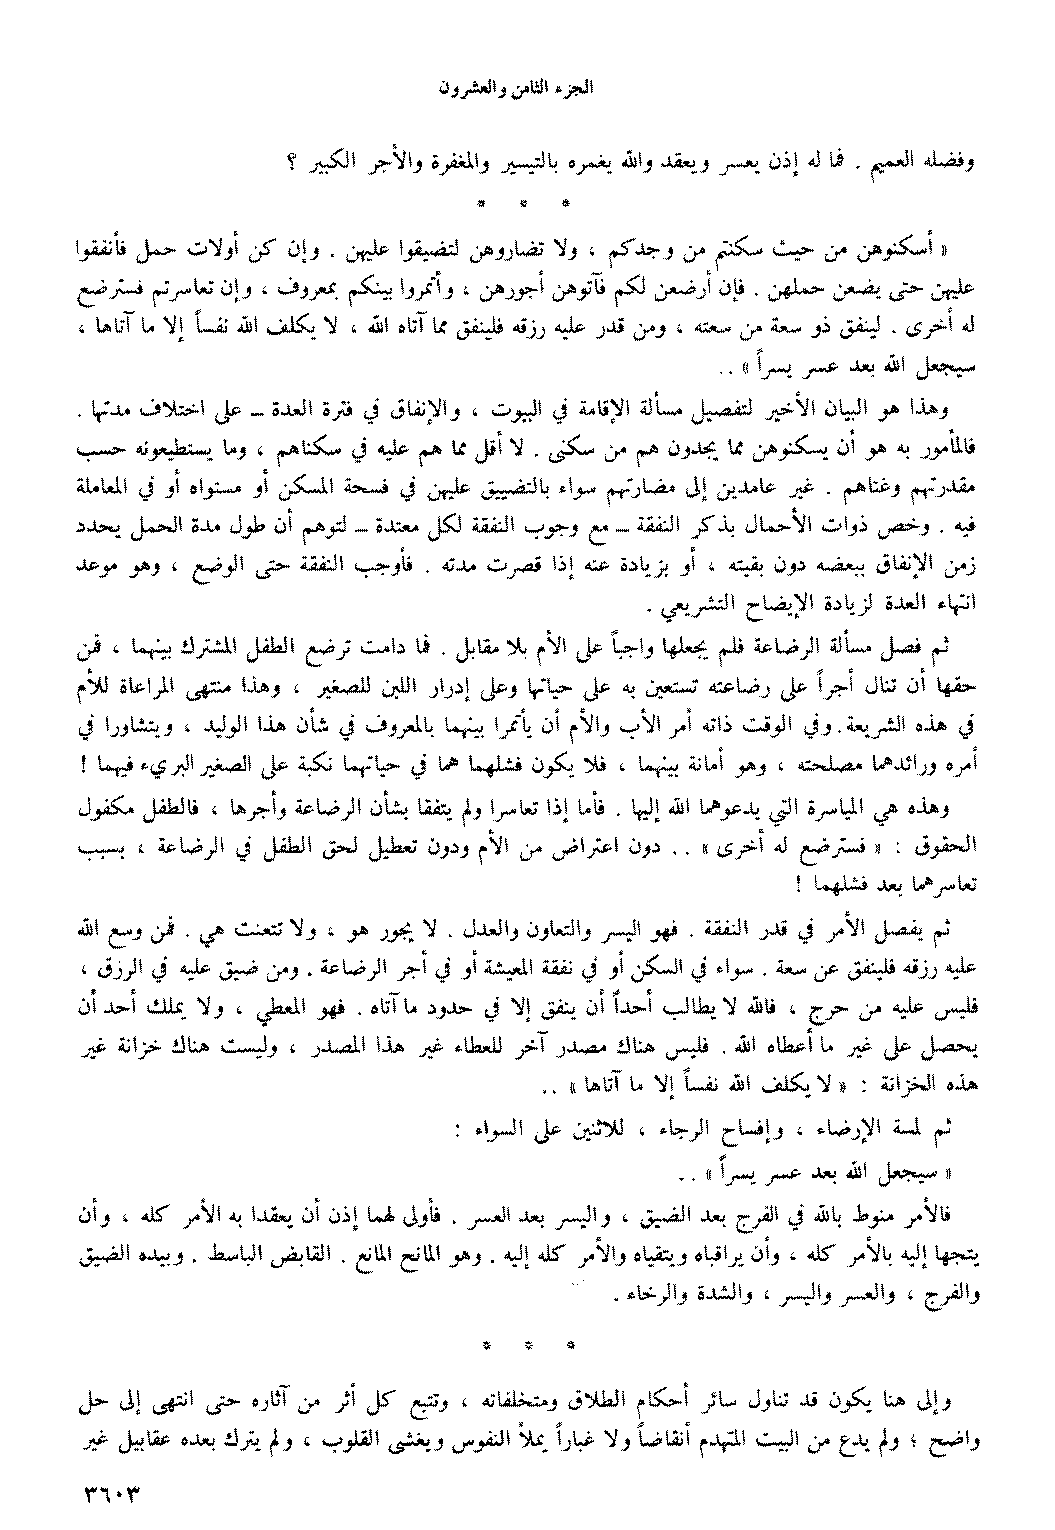 الجزء الثامن والعشرون
وفضله العميم . فما له إذن يعسر ويعقد والله يغمره بالتيسير والمغفرة والأجر الكبير ؟
* * *
« أسكنوهن من حيث سكنتم من وجدكم ، ولا تضاروهن لتضيقوا عليهن . وإن كن أولات حمل فأنفقوا
عليهن حتى يضعن حملهن . فإن أرضعن لكم فآتوهن أجورهن ، وأتمروا بينكم بمعروف ، وإن تعاسرتم فسترضع
له أخرى . لينفق ذو سعة من سعته ، ومن قدر عليه رزقه فلينفق مما آتاه الله ، لا يكلف الله نفساً إلا ما آتاها ،
سيجعل الله بعد عسر يسراً » ..
وهذا هو البيان الأخير لتفصيل مسألة الإقامة في البيوت ، والإنفاق في فترة العدة – على اختلاف مدتها .
فالمأمور به هو أن يسكنوهن مما يجدون هم من سكنى . لا أقل مما هم عليه في سكناهم ، وما يستطيعونه حسب
مقدرتهم وغناهم . غير عامدين إلى مضارتهم سواء بالتضييق عليهن في فسحة المسكن أو مستواه أو في المعاملة
فيه . وخص ذوات الأحمال بذكر النفقة – مع وجوب النفقة لكل معتدة – لتوهم أن طول مدة الحمل يحدد
زمن الإنفاق ببعضه دون بقيته ، أو بزيادة عنه إذا قصرت مدته . فأوجب النفقة حتى الوضع ، وهو موعد
انتهاء العدة لزيادة الإيضاح التشريعي .
ثم فصل مسألة الرضاعة فلم يجعلها واجباً على الأم بلا مقابل . فما دامت ترضع الطفل المشترك بينهما ، فمن
حقها أن تنال أجراً على رضاعته تستعين به على حياتها وعلى إدرار اللبن للصغير ، وهذا منتهى المراعاة للأم
في هذه الشريعة . وفي الوقت ذاته أمر الأب والأم أن يأتمرا بينهما بالمعروف في شأن هذا الوليد ، ويتشاورا في
أمره ورائدهما مصلحته ، وهو أمانة بينهما ، فلا يكون فشلهما هما في حياتهما نكبة على الصغير البريء فيهما !
وهذه هي المياسرة التي يدعوهما الله إليها . فأما إذا تعاسرا ولم يتفقا بشأن الرضاعة وأجرها ، فالطفل مكفول
الحقوق : « فسترضع له أخرى » .. دون اعتراض من الأم ودون تعطيل لحق الطفل في الرضاعة ، بسبب
تعاسرهما بعد فشلهما !
ثم يفصل الأمر في قدر النفقة . فهو اليسر والتعاون والعدل . لا يجور هو ، ولا تتعنت هي . فمن وسع الله
عليه رزقه فلينفق عن سعة . سواء في السكن أو في نفقة المعيشة أو في أجر الرضاعة . ومن ضيق عليه في الرزق ،
فليس عليه من حرج ، فالله لا يطالب أحداً أن ينفق إلا في حدود ما آتاه . فهو المعطي ، ولا يملك أحد أن
يحصل على غير ما أعطاه الله . فليس هناك مصدر آخر للعطاء غير هذا المصدر ، وليست هناك خزانة غير
هذه الخزانة : « لا يكلف الله نفساً إلا ما آتاها » ..
ثم لمسة الإرضاء ، وإفساح الرجاء ، للاثنين على السواء :
« سيجعل الله بعد عسر يسراً » ..
فالأمر منوط بالله في الفرج بعد الضيق ، واليسر بعد العسر . فأولى لهما إذن أن يعقدا به الأمر كله ، وأن
يتجها إليه بالأمر كله ، وأن يراقباه ويتقياه والأمر كله إليه . وهو المانح المانع . القابض الباسط . وبيده الضيق
والفرج ، والعسر واليسر ، والشدة والرخاء .
* * *
وإلى هنا يكون قد تناول سائر أحكام الطلاق ومتخلفاته ، وتتبع كل أثر من آثاره حتى انتهى إلى حل
واضح ؛ ولم يدع من البيت المتهدم أنقاضاً ولا غباراً يملأ النفوس ويغشى القلوب ، ولم يترك بعده عقابيل غير
٣٦٠٣